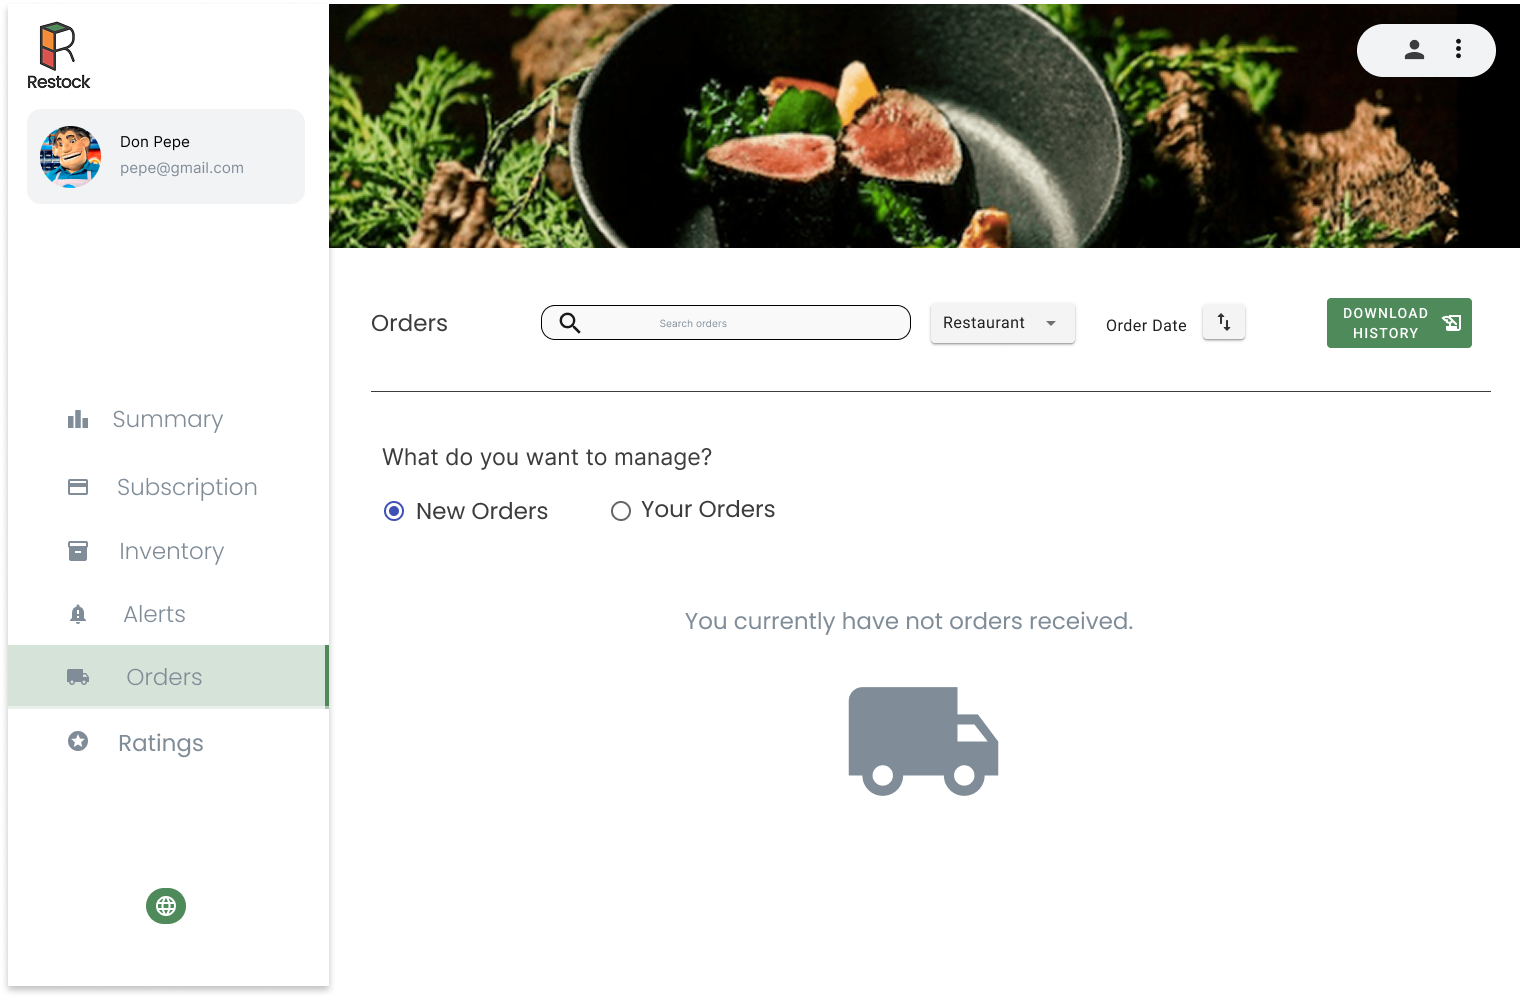 Restock
Don Pepe
pepe@gmail.com
Summary
Subscription
Inventory
Alerts
Orders
Ratings
Orders
Search orders
Restaurant
Order Date
DOWNLOAD
HISTORY
What do you want to manage?
New Orders
Your Orders
You currently have not orders received.